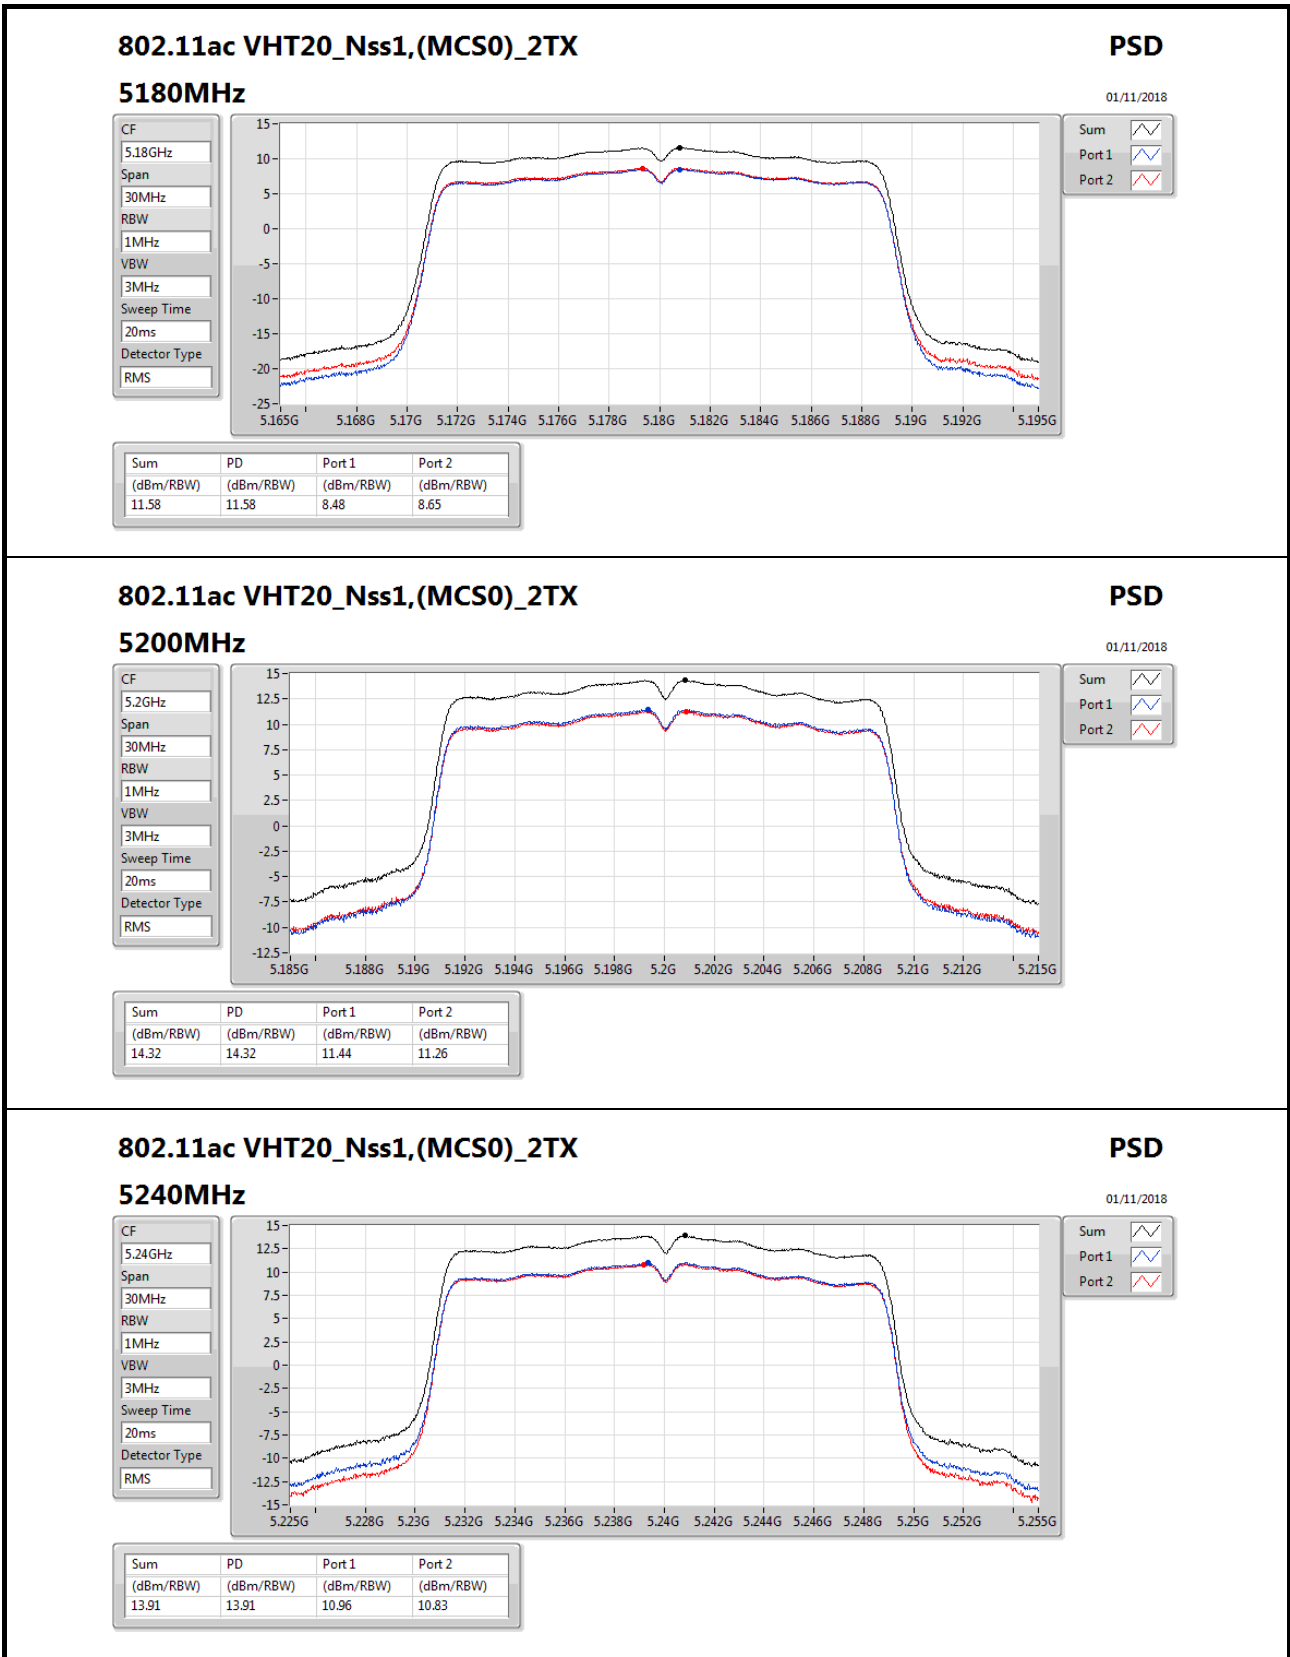 802.11ac VHT20_Nss1,(MCS0)_2TX PSD
5180MHz 01/11/2018
CF
5.18GHz
Span
30MHz
RBW
1MHz
VBW
3MHz
Sweep Time
20ms
Detector Type
RMS
15
10
5
0
-5
-10
-15
-20
-25
5.165G 5.168G 5.17G 5.172G 5.174G 5.176G 5.178G 5.18G 5.182G 5.184G 5.186G 5.188G 5.19G 5.192G 5.195G
Sum
Port 1
Port 2
Sum PD Port 1 Port 2
(dBm/RBW) (dBm/RBW) (dBm/RBW) (dBm/RBW)
11.58 11.58 8.48 8.65
802.11ac VHT20_Nss1,(MCS0)_2TX PSD
5200MHz 01/11/2018
CF
5.2GHz
Span
30MHz
RBW
1MHz
VBW
3MHz
Sweep Time
20ms
Detector Type
RMS
15
12.5
10
7.5
5
2.5
0
-2.5
-5
-7.5
-10
-12.5
5.185G 5.188G 5.19G 5.192G 5.194G 5.196G 5.198G 5.2G 5.202G 5.204G 5.206G 5.208G 5.21G 5.212G 5.215G
Sum
Port 1
Port 2
Sum PD Port 1 Port 2
(dBm/RBW) (dBm/RBW) (dBm/RBW) (dBm/RBW)
14.32 14.32 11.44 11.26
802.11ac VHT20_Nss1,(MCS0)_2TX PSD
5240MHz 01/11/2018
CF
5.24GHz
Span
30MHz
RBW
1MHz
VBW
3MHz
Sweep Time
20ms
Detector Type
RMS
15
12.5
10
7.5
5
2.5
0
-2.5
-5
-7.5
-10
-12.5
-15
5.225G 5.228G 5.23G 5.232G 5.234G 5.236G 5.238G 5.24G 5.242G 5.244G 5.246G 5.248G 5.25G 5.252G 5.255G
Sum
Port 1
Port 2
Sum PD Port 1 Port 2
(dBm/RBW) (dBm/RBW) (dBm/RBW) (dBm/RBW)
13.91 13.91 10.96 10.83